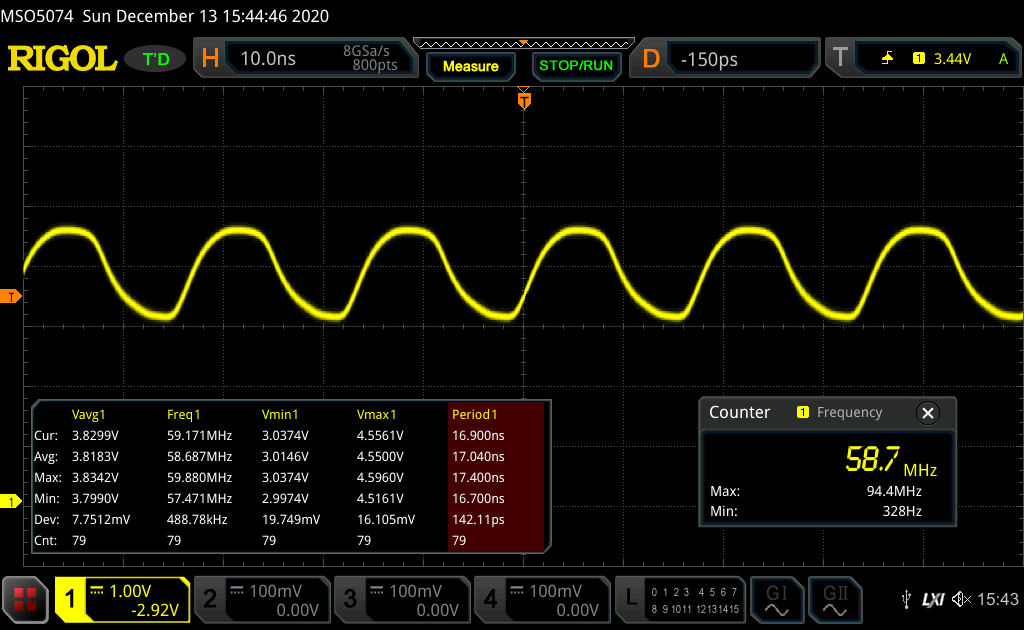 MSO5074 Sun December 13 15:44:46 2020
RIGOL T'D H 10.0ns 8GSa/s 800pts Measure STOP/RUN D -150ps T 1 3.44V A
T
T
1
Vavg1 Freq1 Vmin1 Vmax1 Period1
Cur: 3.8299V 59.171MHz 3.0374V 4.5561V 16.900ns
Avg: 3.8183V 58.687MHz 3.0146V 4.5500V 17.040ns
Max: 3.8342V 59.880MHz 3.0374V 4.5960V 17.400ns
Min: 3.7990V 57.471MHz 2.9974V 4.5161V 16.700ns
Dev: 7.7512mV 488.78kHz 19.749mV 16.105mV 142.11ps
Cnt: 79 79 79 79 79
Counter 1 Frequency
58.7 MHz
Max: 94.4MHz
Min: 328Hz
1 1.00V -2.92V
2 100mV 0.00V
3 100mV 0.00V
4 100mV 0.00V
L 0 1 2 3 4 5 6 7
8 9 10 11 12 13 14 15
GI GII LXI 15:43